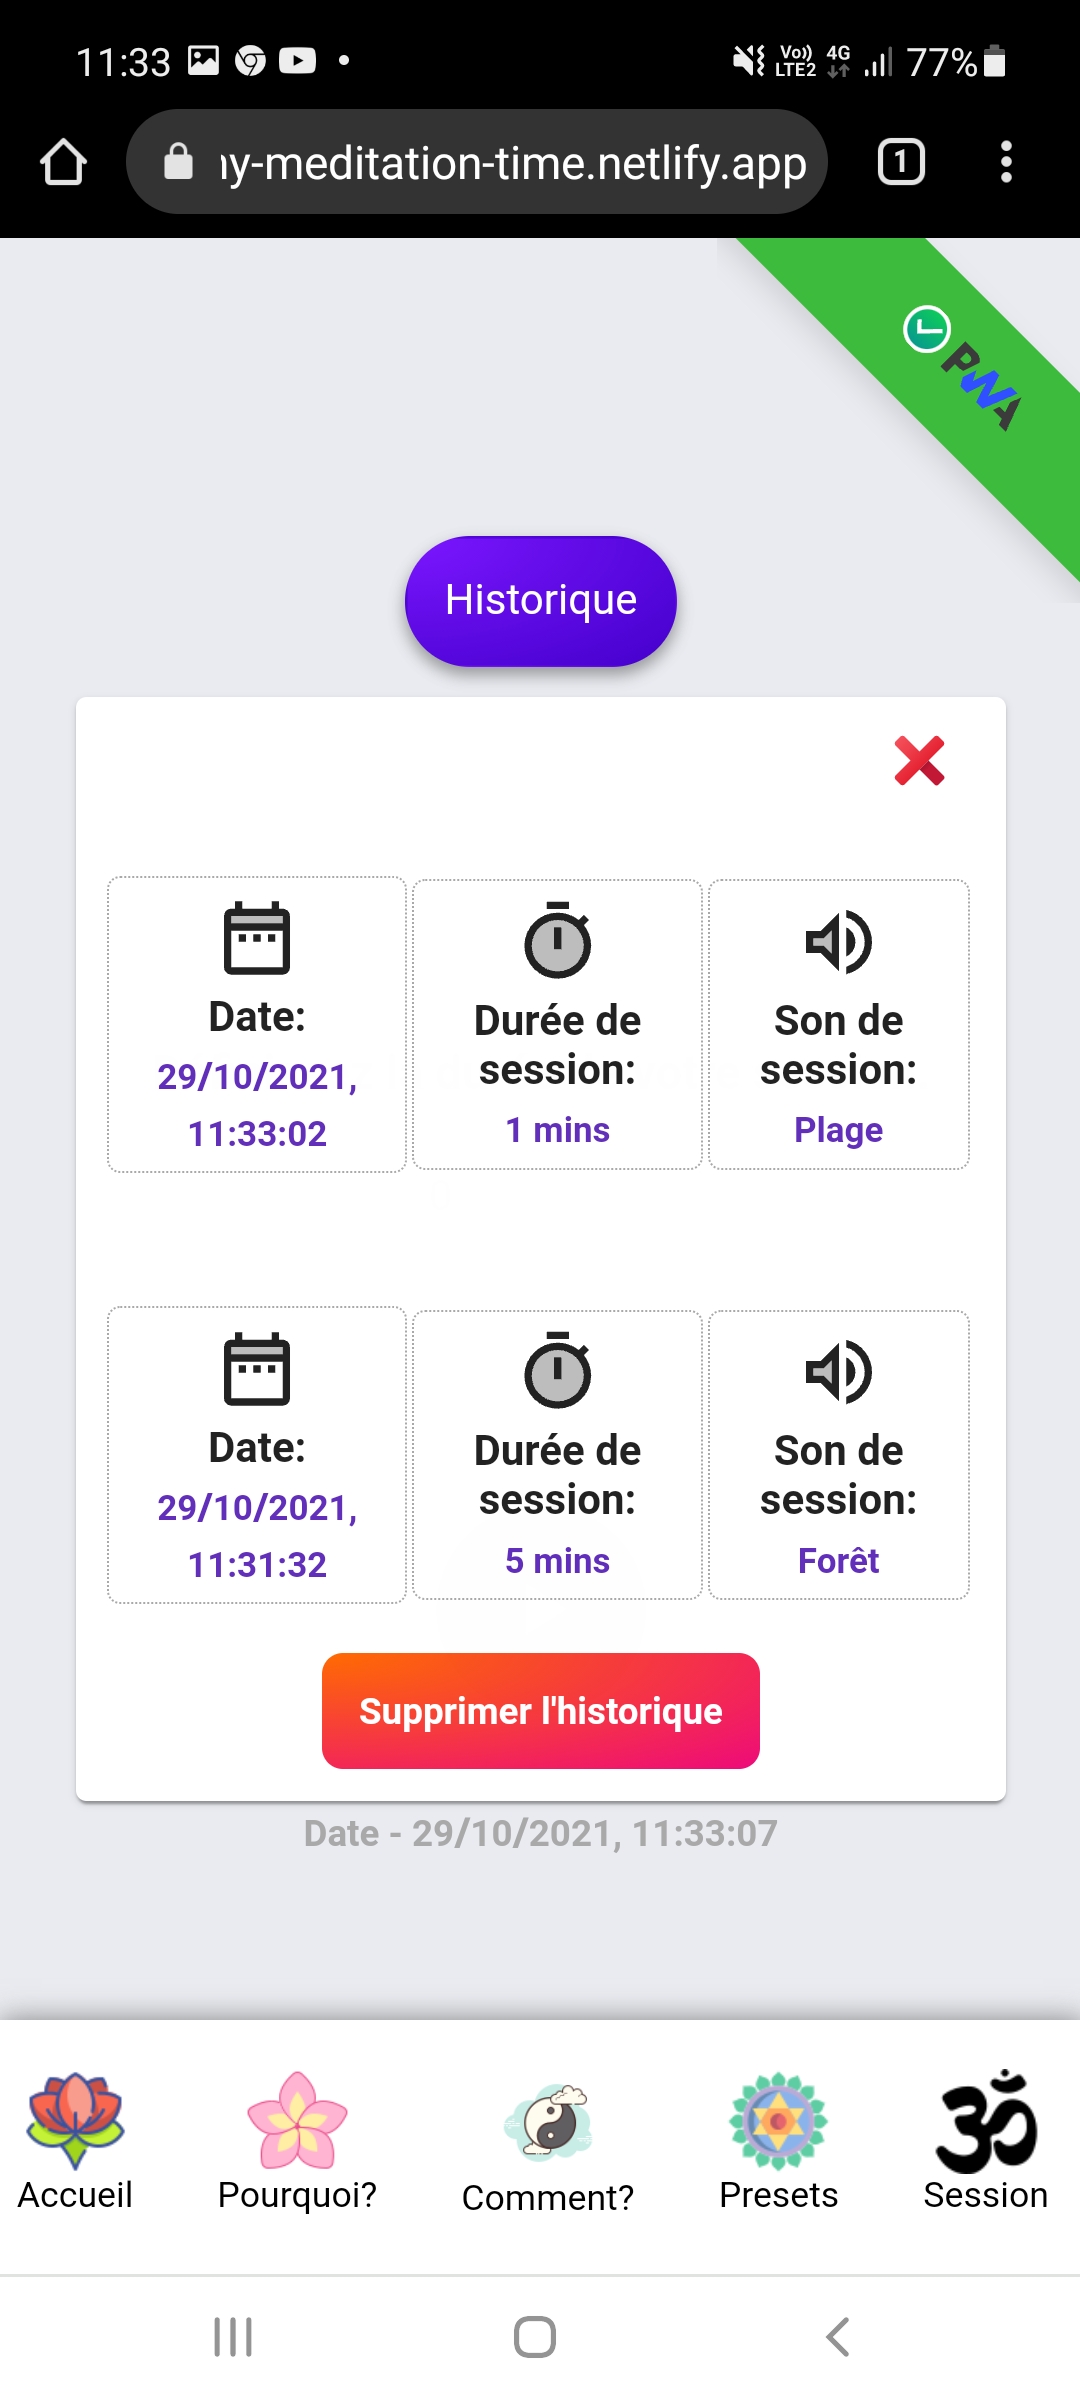 11:33
Vo)) LTE2 4G 77%
y-meditation-time.netlify.app
1
PWA
Historique
Date:
29/10/2021,
11:33:02
Durée de
session:
1 mins
Son de
session:
Plage
Date:
29/10/2021,
11:31:32
Durée de
session:
5 mins
Son de
session:
Forêt
Supprimer l'historique
Date - 29/10/2021, 11:33:07
Accueil
Pourquoi?
Comment?
Presets
Session